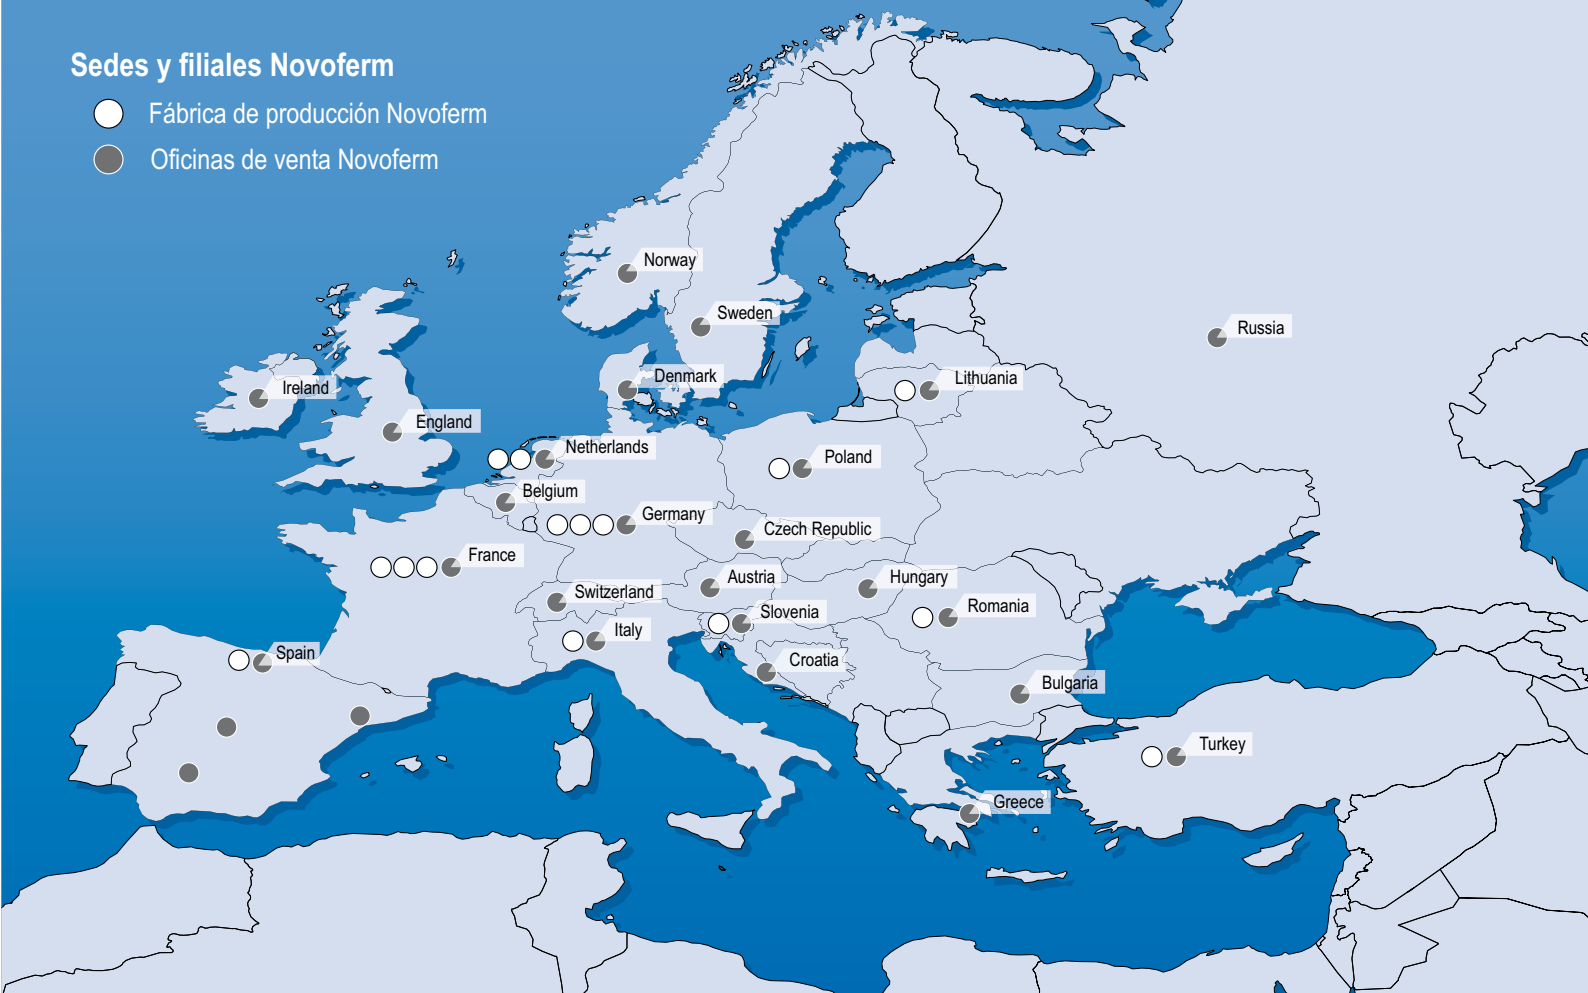 Sedes y filiales Novoferm
Fábrica de producción Novoferm
Oficinas de venta Novoferm
Norway
Sweden
Russia
Denmark
Lithuania
Ireland
England
Netherlands
Poland
Belgium
Germany
Czech Republic
France
Austria
Hungary
Switzerland
Slovenia
Romania
Italy
Spain
Croatia
Bulgaria
Turkey
Greece